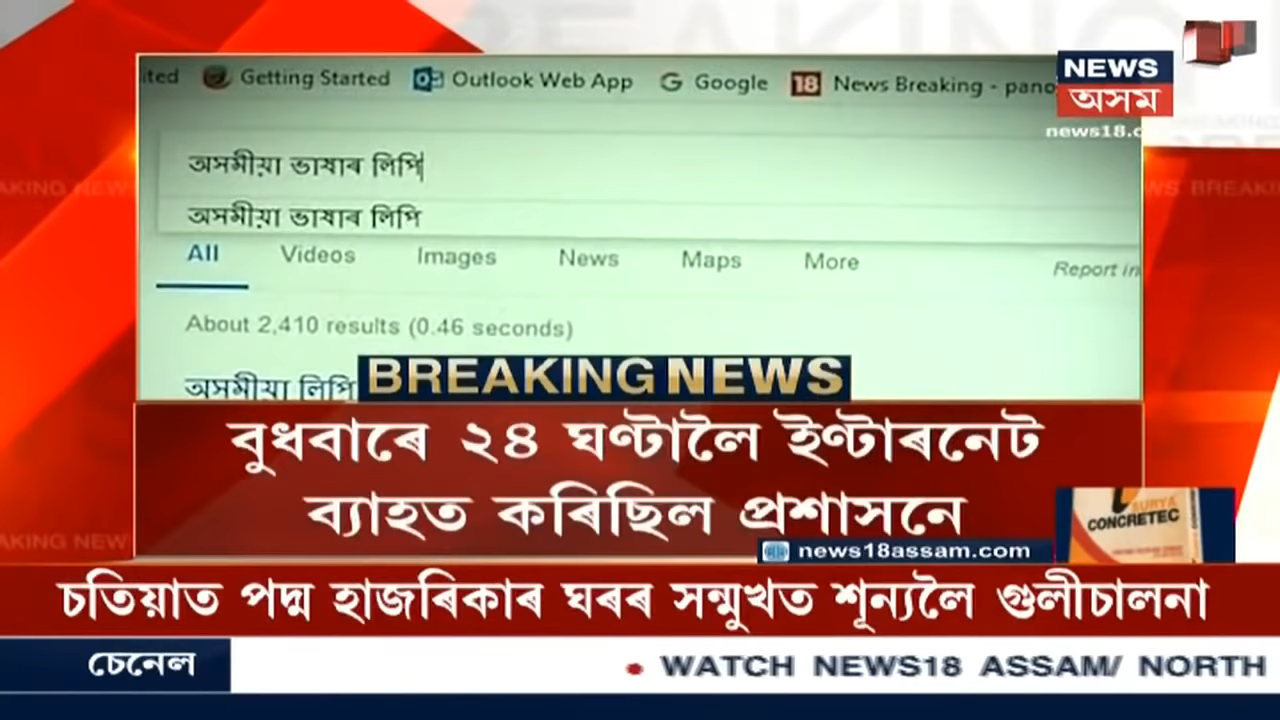 Getting Started Outlook Web App Google 18 News Breaking - pano
NEWS
অসম
অসমীয়া ভাষাৰ লিপি
অসমীয়া ভাষাৰ লিপি
All Videos Images News Maps More Report in
About 2,410 results (0.46 seconds)
অসমীয়া লিপি
BREAKING NEWS
বুধবাৰে ২৪ ঘণ্টালৈ ইণ্টাৰনেট
ব্যাহত কৰিছিল প্ৰশাসনে
SURYA
CONCRETEC
news18assam.com
চতিয়াত পদ্ম হাজৰিকাৰ ঘৰৰ সন্মুখত শূন্যলৈ গুলীচালনা
চেনেল
• WATCH NEWS18 ASSAM/ NORTH